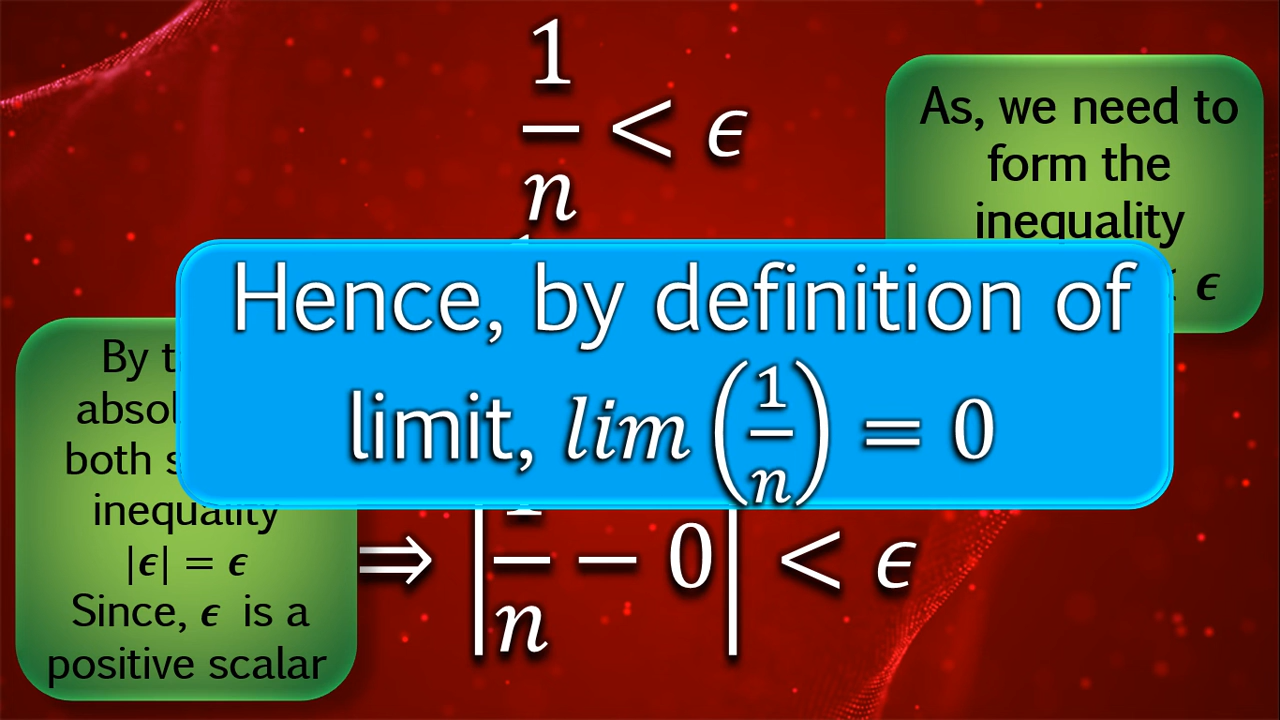 1/n < ϵ
As, we need to
form the
inequality
ϵ
Hence, by definition of
limit, lim (1/n) = 0
By
both
inequality
|ϵ| = ϵ
Since, ϵ is a
positive scalar
⇒ |1/n − 0| < ϵ